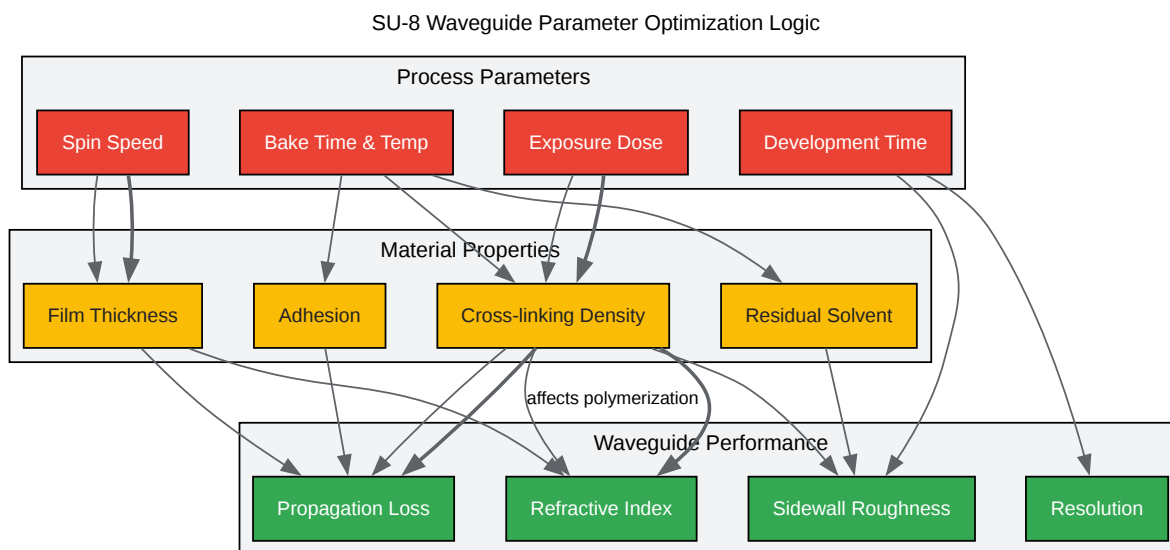 SU-8 Waveguide Parameter Optimization Logic
Process Parameters
Spin Speed
Bake Time & Temp
Exposure Dose
Development Time
Material Properties
Film Thickness
Adhesion
Cross-linking Density
Residual Solvent
affects polymerization
Waveguide Performance
Propagation Loss
Refractive Index
Sidewall Roughness
Resolution